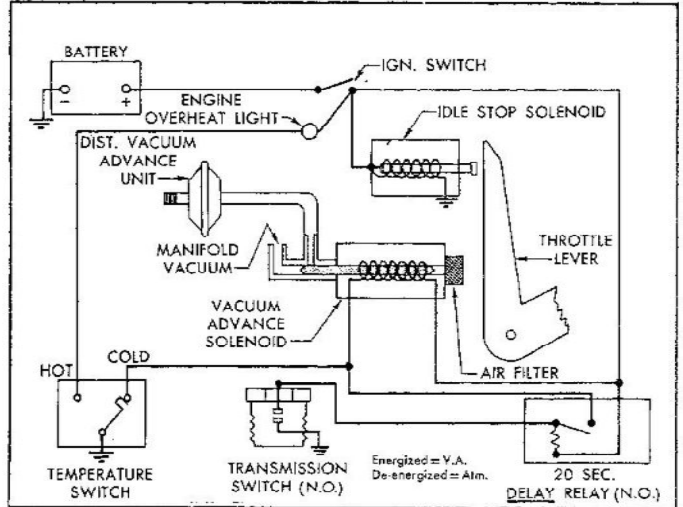 BATTERY
IGN. SWITCH
ENGINE
OVERHEAT LIGHT
IDLE STOP SOLENOID
DIST. VACUUM
ADVANCE
UNIT
MANIFOLD
VACUUM
THROTTLE
LEVER
VACUUM
ADVANCE
SOLENOID
AIR FILTER
HOT
COLD
TEMPERATURE
SWITCH
TRANSMISSION
SWITCH (N.O.)
Energized = V.A.
De-energized = Atm.
20 SEC.
DELAY RELAY (N.O.)